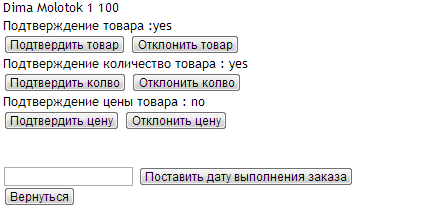 Dima Molotok 1 100
Подтверждение товара :yes
Подтвердить товар Отклонить товар
Подтверждение количество товара : yes
Подтвердить колво Отклонить колво
Подтверждение цены товара : no
Подтвердить цену Отклонить цену
Поставить дату выполнения заказа
Вернуться